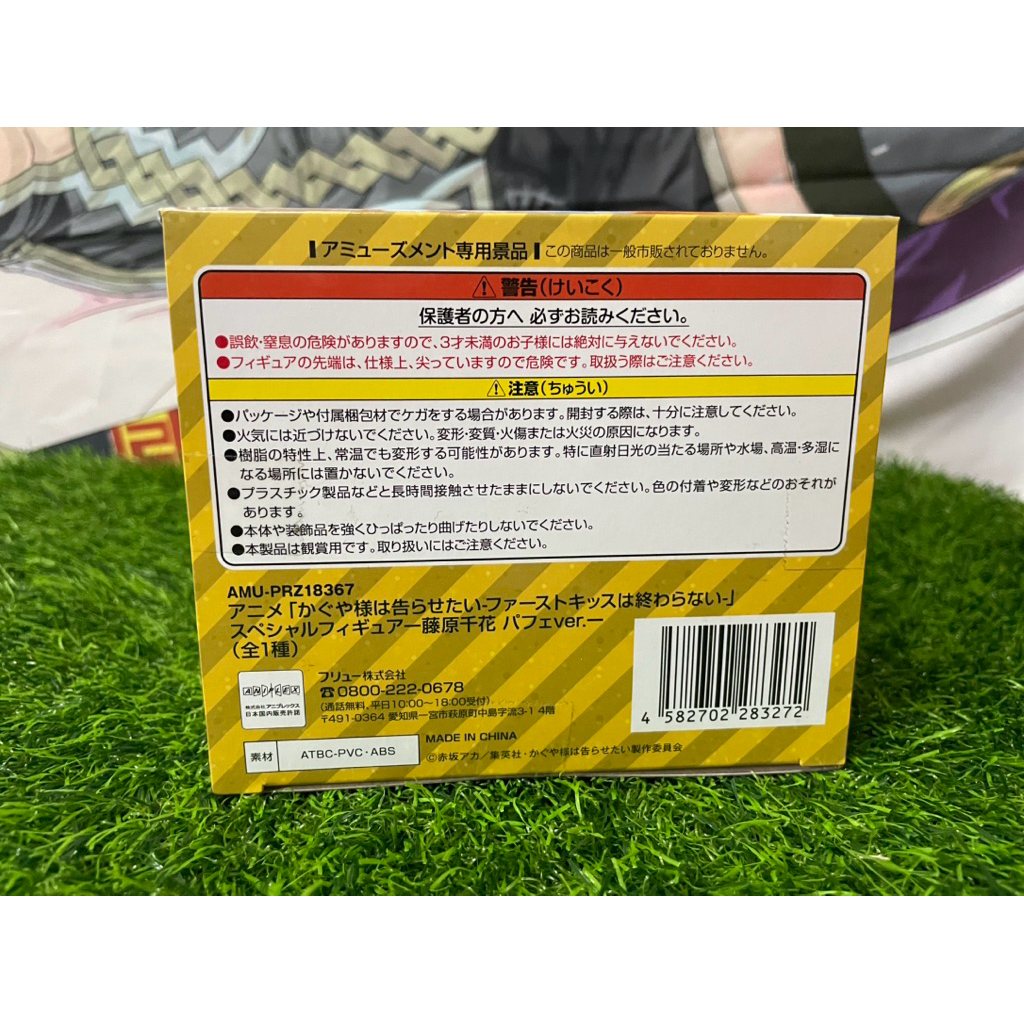 アミューズメント専用景品 この商品は一般市販されておりません。
⚠警告(けいこく)
保護者の方へ 必ずお読みください。
●誤飲・窒息の危険がありますので、3才未満のお子様には絶対に与えないでください。
●フィギュアの先端は、仕様上、尖っていますので危険です。取扱う際はご注意ください。
⚠注意(ちゅうい)
●パッケージや付属梱包材でケガをする場合があります。開封する際は、十分に注意してください。
●火気には近づけないでください。変形・変質・火傷または火災の原因になります。
●樹脂の特性上、常温でも変形する可能性があります。特に直射日光の当たる場所や水場、高温・多湿に
なる場所には置かないでください。
●プラスチック製品などと長時間接触させたままにしないでください。色の付着や変形などのおそれが
あります。
●本体や装飾品を強くひっぱったり曲げたりしないでください。
●本製品は観賞用です。取り扱いにはご注意ください。
AMU-PRZ18367
アニメ「かぐや様は告らせたい-ファーストキッスは終わらない-」
スペシャルフィギュアー藤原千花 パフェver.ー
(全1種)
ANIPLEX
株式会社アニプレックス
日本国内販売許諾
フリュー株式会社
☎0800-222-0678
(通話無料、平日10:00〜18:00受付)
〒491-0364 愛知県一宮市萩原町中島字流3-1 4階
4 582702 283272
素材 ATBC-PVC・ABS
MADE IN CHINA
©赤坂アカ/集英社・かぐや様は告らせたい製作委員会